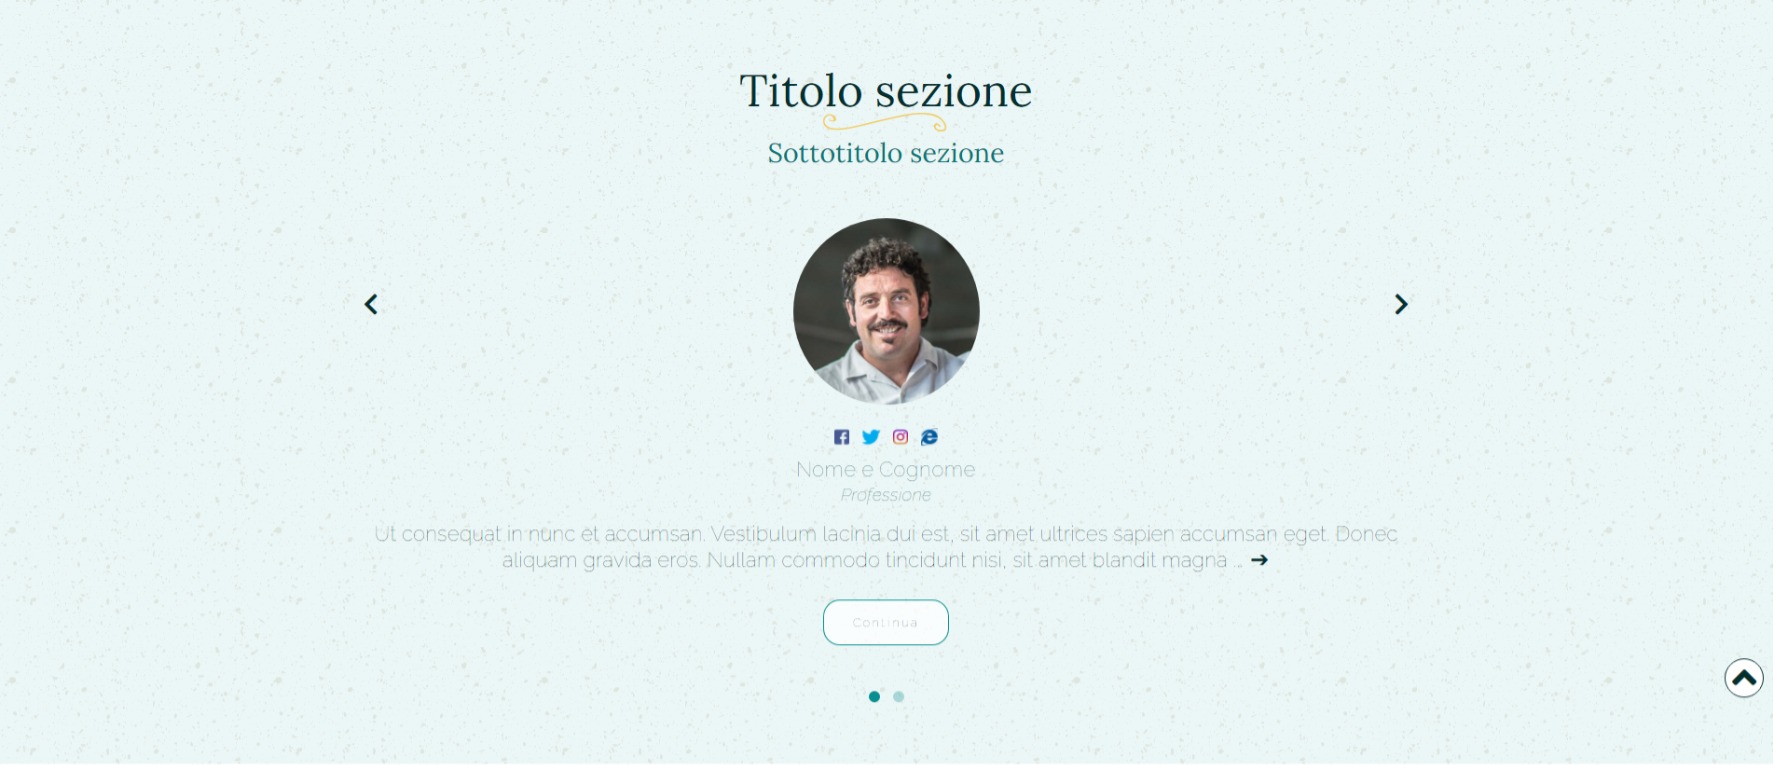 Titolo sezione
Sottotitolo sezione
Nome e Cognome
Professione
Ut consequat in nunc et accumsan. Vestibulum lacinia dui est, sit amet ultrices sapien accumsan eget. Donec
aliquam gravida eros. Nullam commodo tincidunt nisi, sit amet blandit magna ... ➔
Continua